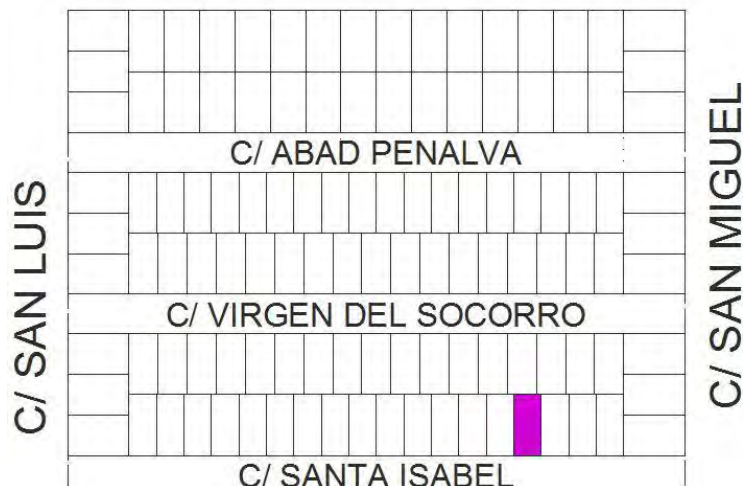 C/ ABAD PENALVA
C/ SAN LUIS
C/ SAN MIGUEL
C/ VIRGEN DEL SOCORRO
C/ SANTA ISABEL